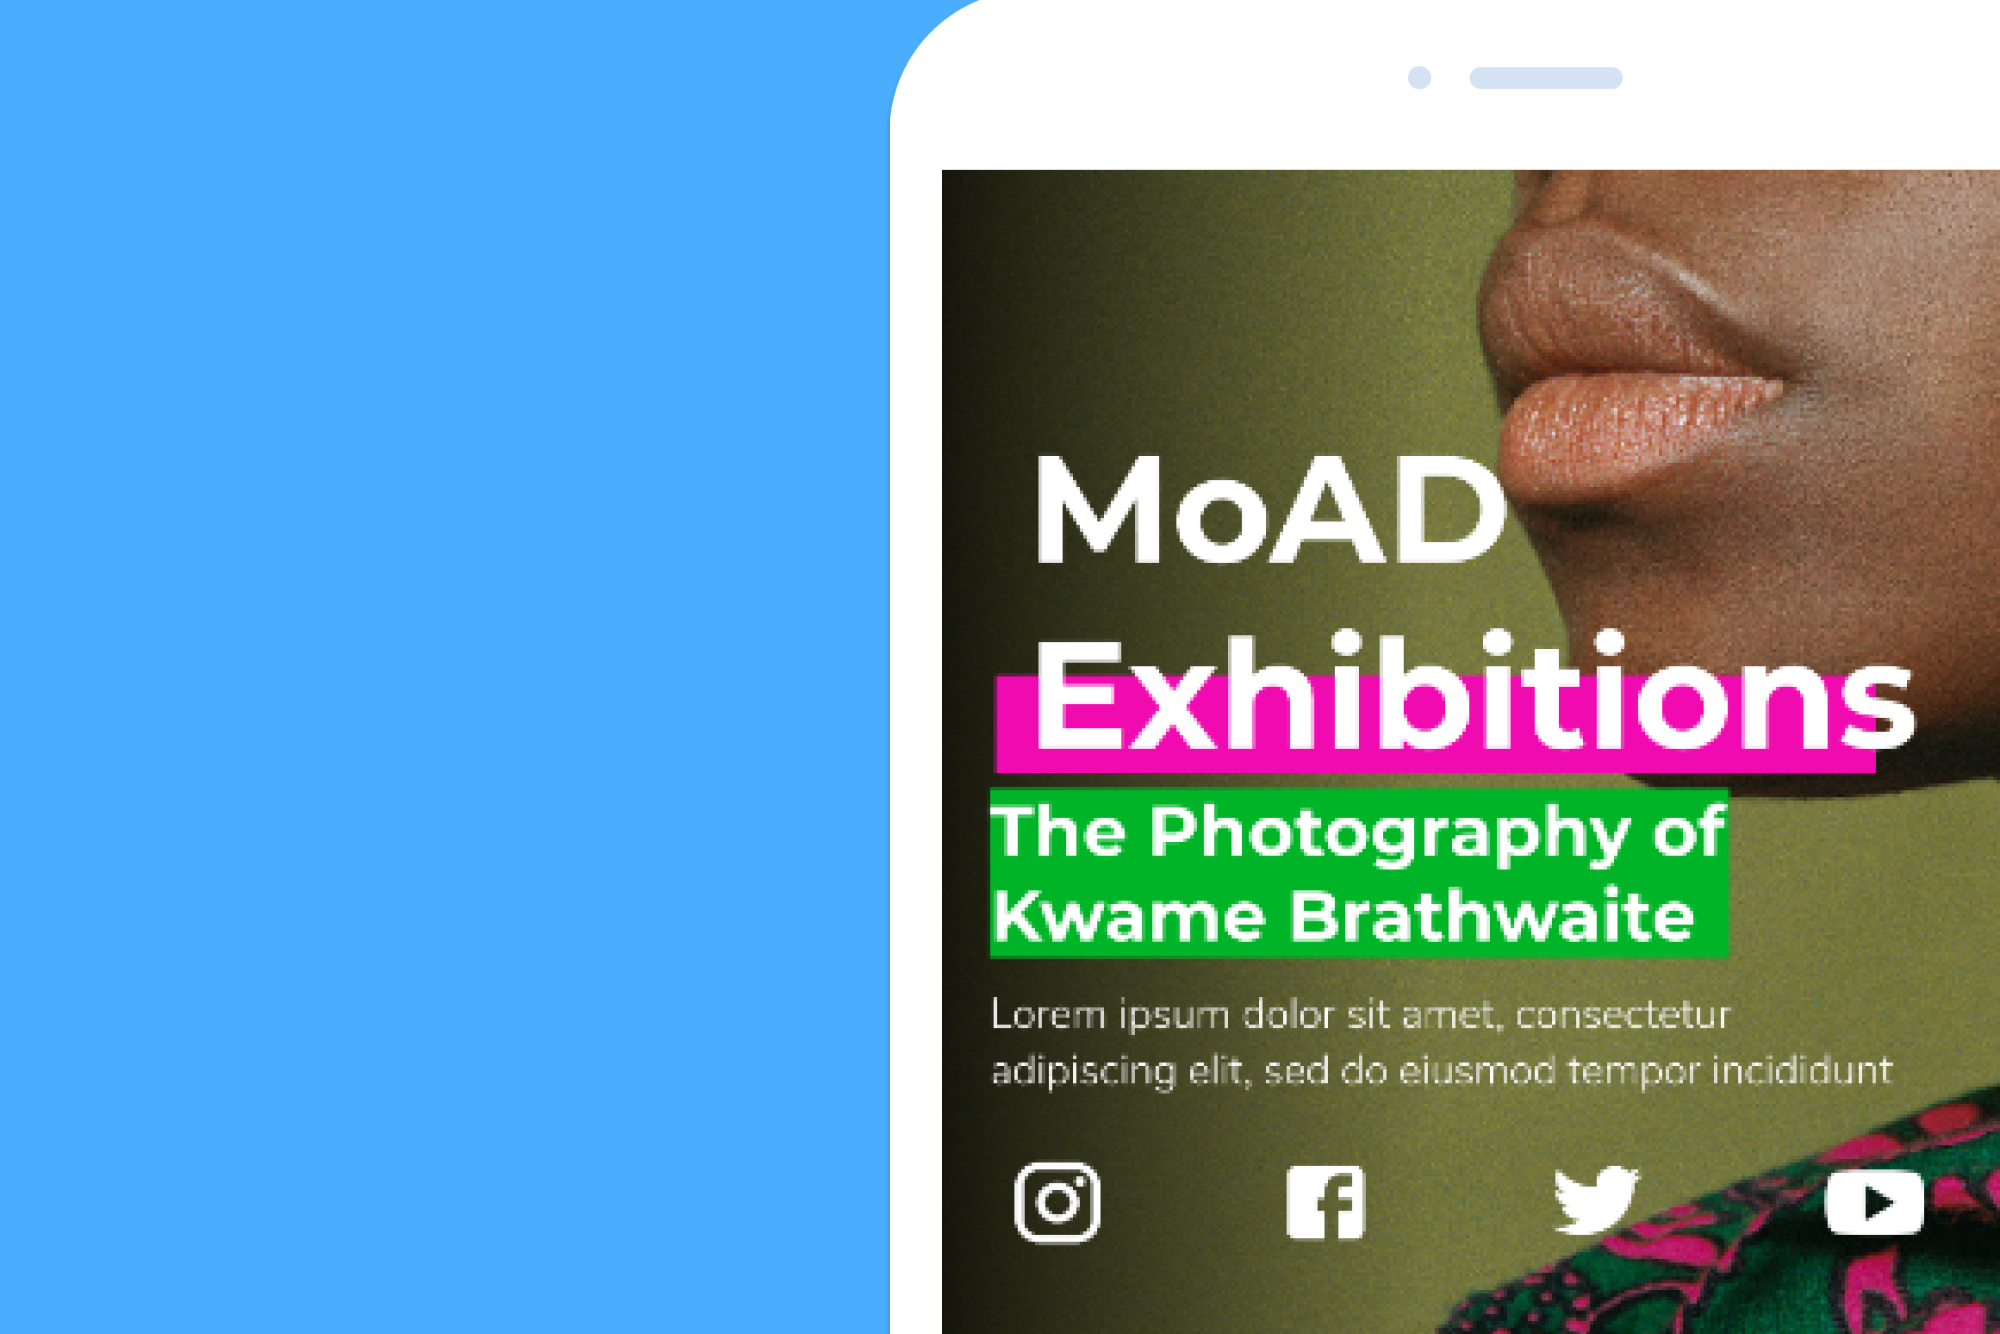 MoAD
Exhibitions
The Photography of
Kwame Brathwaite
Lorem ipsum dolor sit amet, consectetur
adipiscing elit, sed do eiusmod tempor incididunt